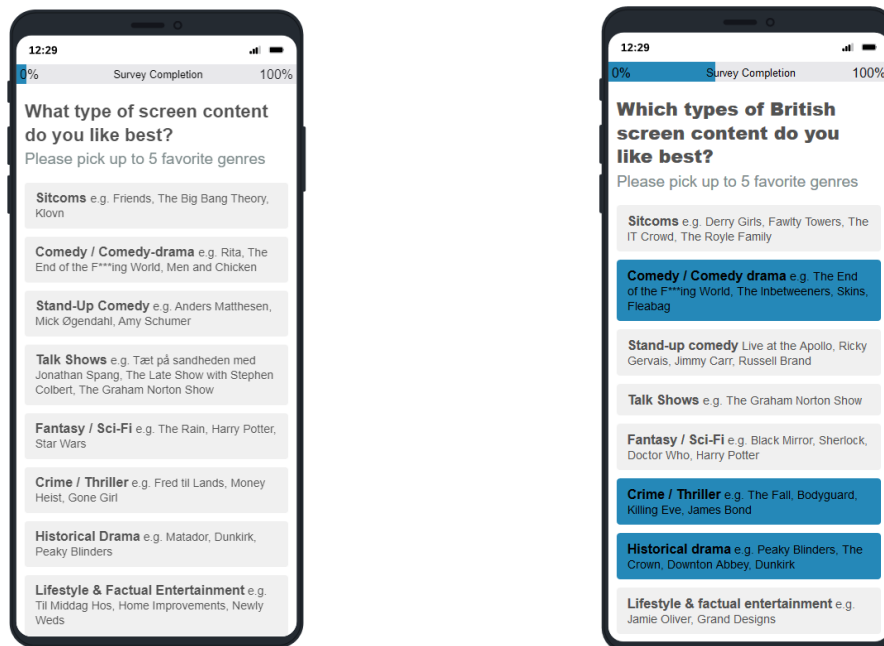 12:29
0% Survey Completion 100%
What type of screen content
do you like best?
Please pick up to 5 favorite genres
Sitcoms e.g. Friends, The Big Bang Theory,
Klovn
Comedy / Comedy-drama e.g. Rita, The
End of the F***ing World, Men and Chicken
Stand-Up Comedy e.g. Anders Matthesen,
Mick Øgendahl, Amy Schumer
Talk Shows e.g. Tæt på sandheden med
Jonathan Spang, The Late Show with Stephen
Colbert, The Graham Norton Show
Fantasy / Sci-Fi e.g. The Rain, Harry Potter,
Star Wars
Crime / Thriller e.g. Fred til Lands, Money
Heist, Gone Girl
Historical Drama e.g. Matador, Dunkirk,
Peaky Blinders
Lifestyle & Factual Entertainment e.g.
Til Middag Hos, Home Improvements, Newly
Weds
12:29
0% Survey Completion 100%
Which types of British
screen content do you
like best?
Please pick up to 5 favorite genres
Sitcoms e.g. Derry Girls, Fawlty Towers, The
IT Crowd, The Royle Family
Comedy / Comedy drama e.g. The End
of the F***ing World, The Inbetweeners, Skins,
Fleabag
Stand-up comedy Live at the Apollo, Ricky
Gervais, Jimmy Carr, Russell Brand
Talk Shows e.g. The Graham Norton Show
Fantasy / Sci-Fi e.g. Black Mirror, Sherlock,
Doctor Who, Harry Potter
Crime / Thriller e.g. The Fall, Bodyguard,
Killing Eve, James Bond
Historical drama e.g. Peaky Blinders, The
Crown, Downton Abbey, Dunkirk
Lifestyle & factual entertainment e.g.
Jamie Oliver, Grand Designs